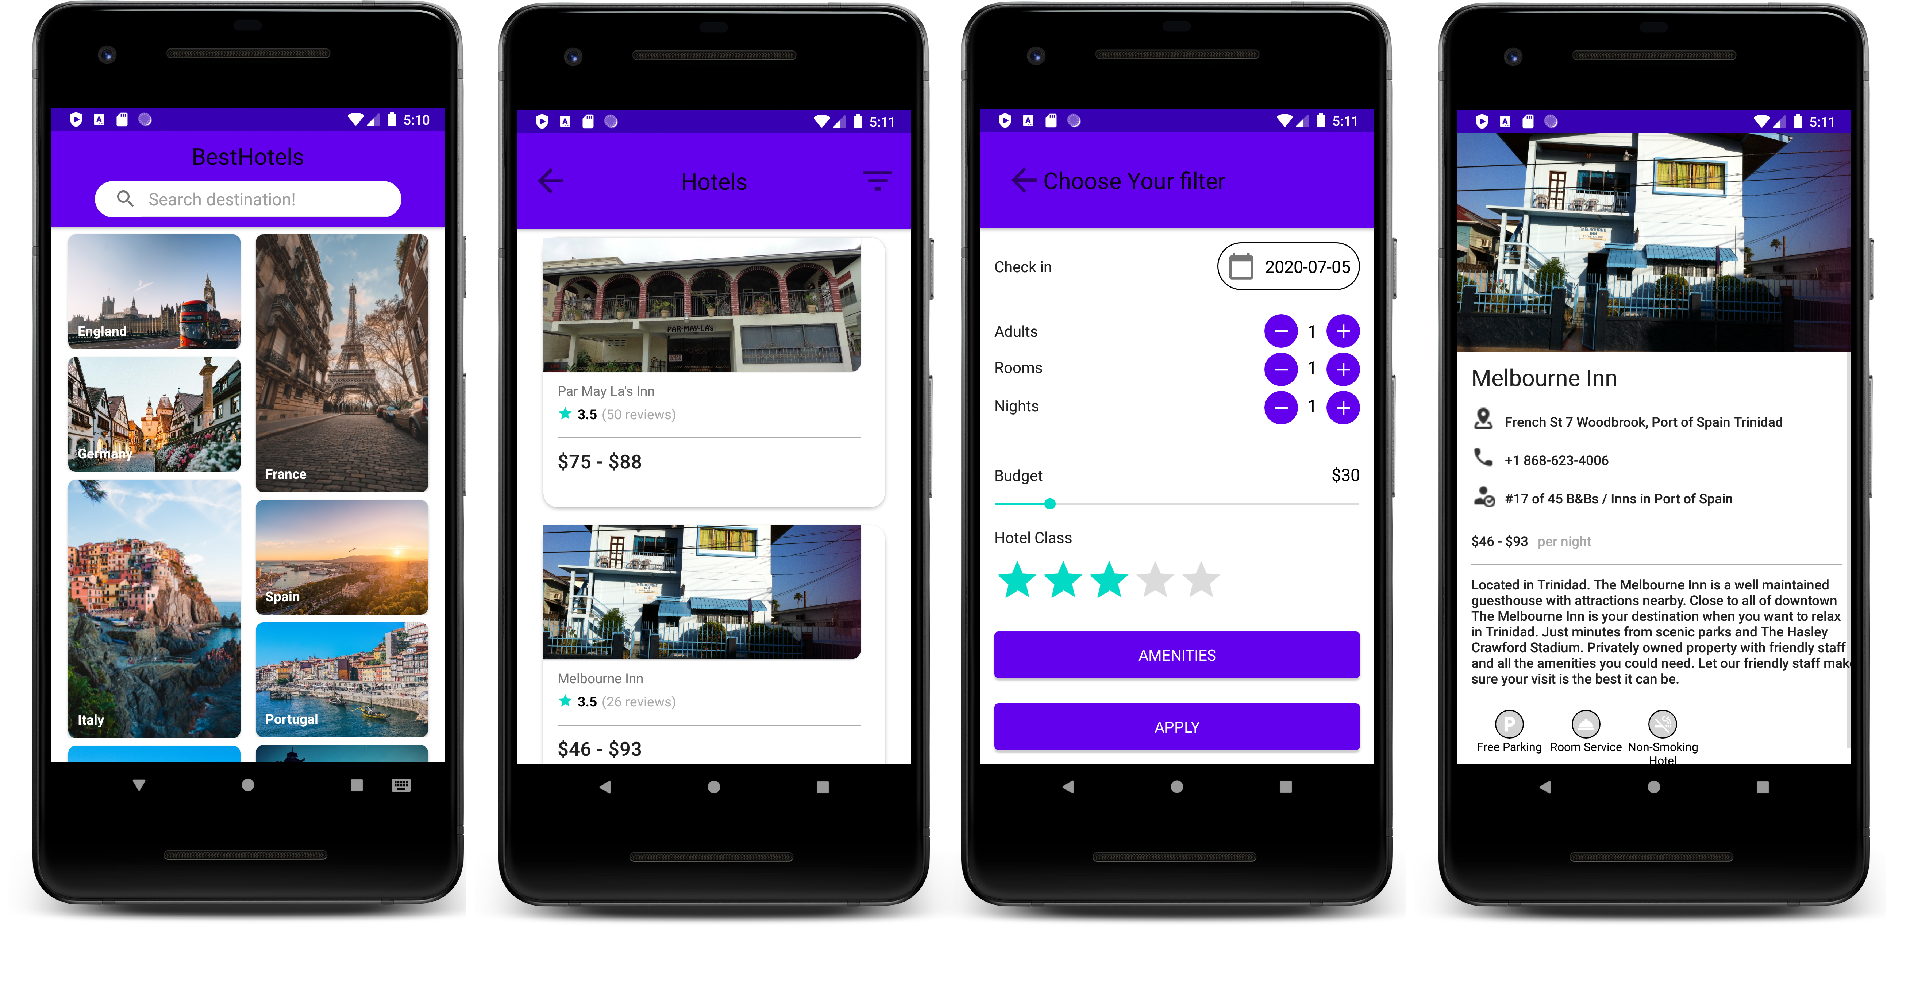 5:10
BestHotels
Search destination!
England
France
Germany
Spain
Italy
Portugal
5:11
Hotels
PAR-MAY-LA'S
Par May La's Inn
3.5 (50 reviews)
$75 - $88
Melbourne Inn
3.5 (26 reviews)
$46 - $93
5:11
Choose Your filter
Check in 2020-07-05
Adults 1
Rooms 1
Nights 1
Budget $30
Hotel Class
AMENITIES
APPLY
5:11
Melbourne Inn
French St 7 Woodbrook, Port of Spain Trinidad
+1 868-623-4006
#17 of 45 B&Bs / Inns in Port of Spain
$46 - $93 per night
Located in Trinidad. The Melbourne Inn is a well maintained
guesthouse with attractions nearby. Close to all of downtown
The Melbourne Inn is your destination when you want to relax
in Trinidad. Just minutes from scenic parks and The Hasley
Crawford Stadium. Privately owned property with friendly staff
and all the amenities you could need. Let our friendly staff mak
sure your visit is the best it can be.
P
Free Parking Room Service Non-Smoking
Hotel